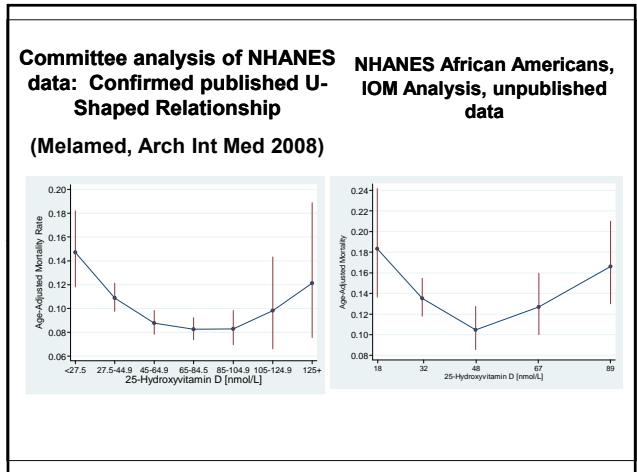 Committee analysis of NHANES
data:  Confirmed published U-
Shaped Relationship
(Melamed, Arch Int Med 2008)
NHANES African Americans,
IOM Analysis, unpublished
data
Age-Adjusted Mortality Rate
0.20
0.18
0.16
0.14
0.12
0.10
0.08
0.06
<27.5 27.5-44.9 45-64.9 65-84.5 85-104.9 105-124.9 125+
25-Hydroxyvitamin D [nmol/L]
Age-Adjusted Mortality
0.24
0.22
0.20
0.18
0.16
0.14
0.12
0.10
0.08
18 32 48 67 89
25-Hydroxyvitamin D [nmol/L]